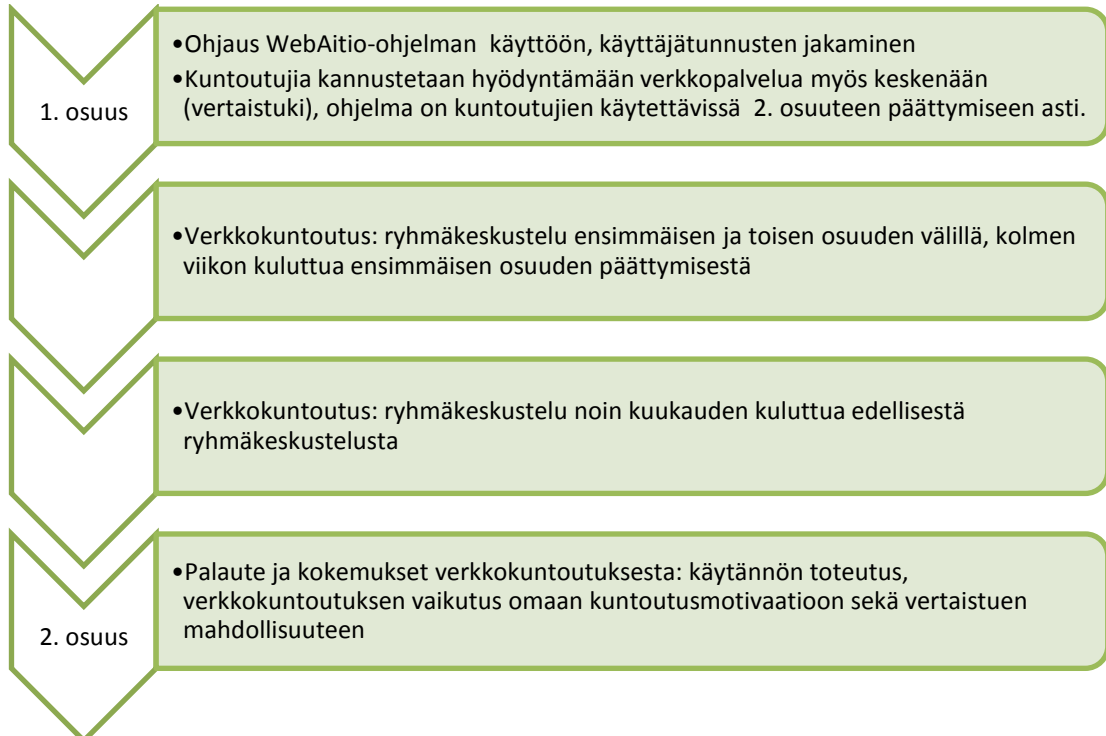 •Ohjaus WebAitio-ohjelman  käyttöön, käyttäjätunnusten jakaminen
•Kuntoutujia kannustetaan hyödyntämään verkkopalvelua myös keskenään
(vertaistuki), ohjelma on kuntoutujien käytettävissä  2. osuuteen päättymiseen asti.
1. osuus
•Verkkokuntoutus: ryhmäkeskustelu ensimmäisen ja toisen osuuden välillä, kolmen
viikon kuluttua ensimmäisen osuuden päättymisestä
•Verkkokuntoutus: ryhmäkeskustelu noin kuukauden kuluttua edellisestä
ryhmäkeskustelusta
•Palaute ja kokemukset verkkokuntoutuksesta: käytännön toteutus,
verkkokuntoutuksen vaikutus omaan kuntoutusmotivaatioon sekä vertaistuen
mahdollisuuteen
2. osuus